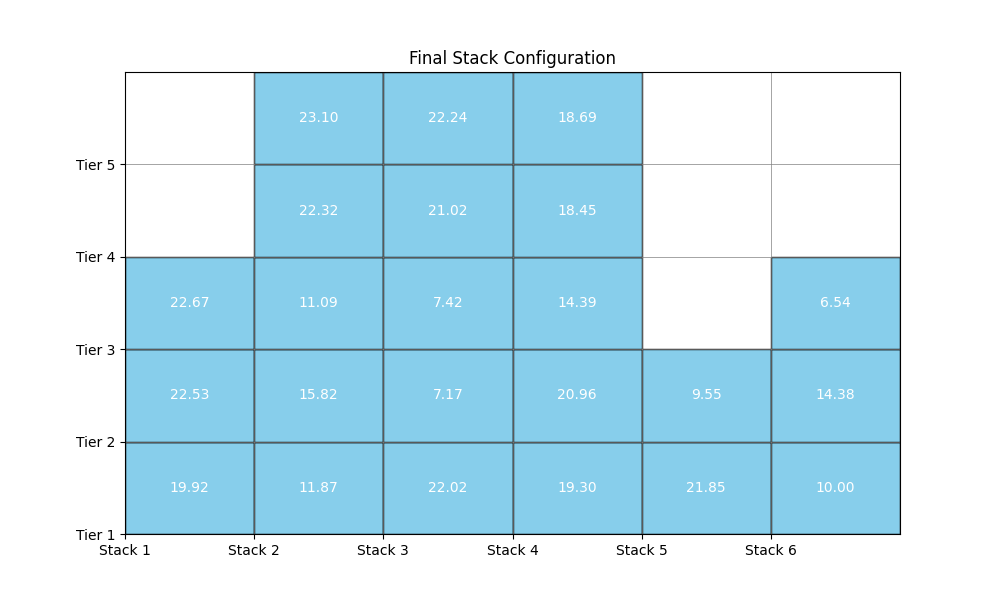 Final Stack Configuration
23.10 22.24 18.69
Tier 5
22.32 21.02 18.45
Tier 4
22.67 11.09 7.42 14.39 6.54
Tier 3
22.53 15.82 7.17 20.96 9.55 14.38
Tier 2
19.92 11.87 22.02 19.30 21.85 10.00
Tier 1
Stack 1 Stack 2 Stack 3 Stack 4 Stack 5 Stack 6